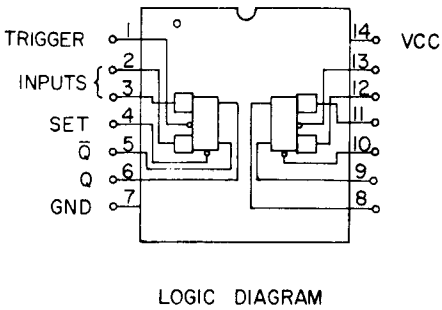 TRIGGER 1
INPUTS 2
3
SET 4
Q̅ 5
Q 6
GND 7
14 VCC
13
12
11
10
9
8
LOGIC DIAGRAM